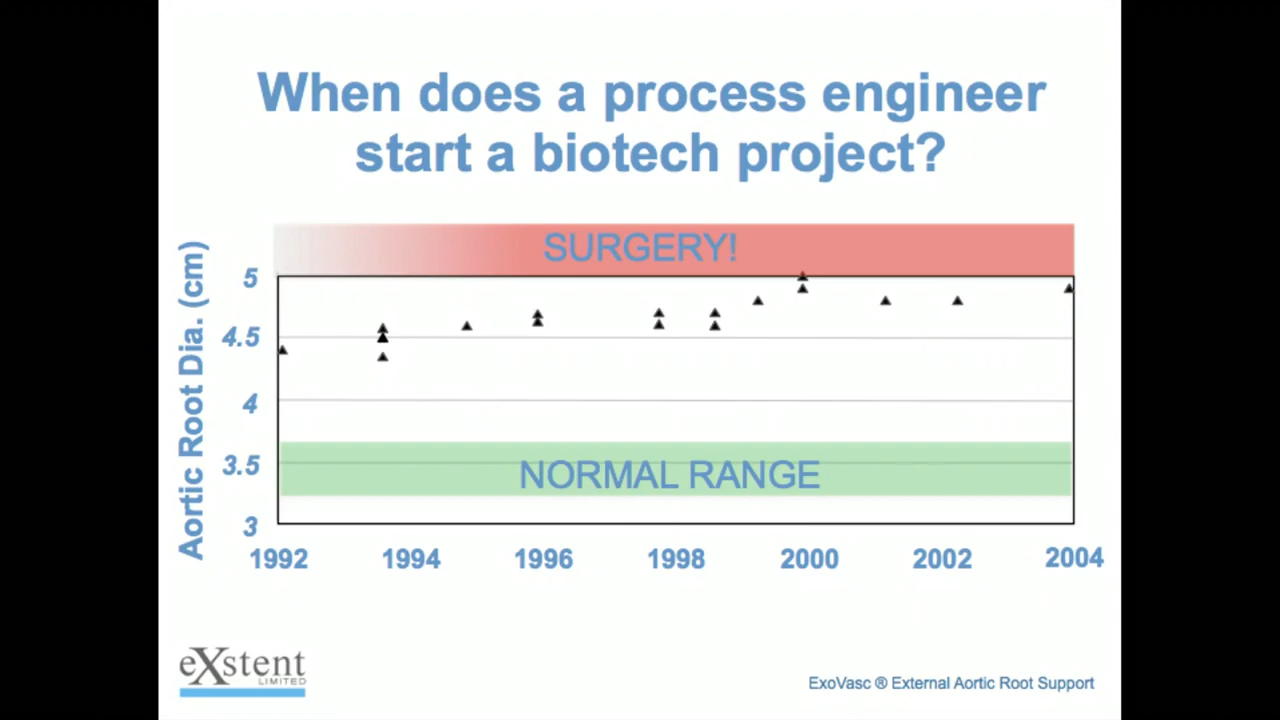 When does a process engineer
start a biotech project?
SURGERY!
Aortic Root Dia. (cm)
5
4.5
4
3.5
3
NORMAL RANGE
1992 1994 1996 1998 2000 2002 2004
eXstent
LIMITED
ExoVasc ® External Aortic Root Support